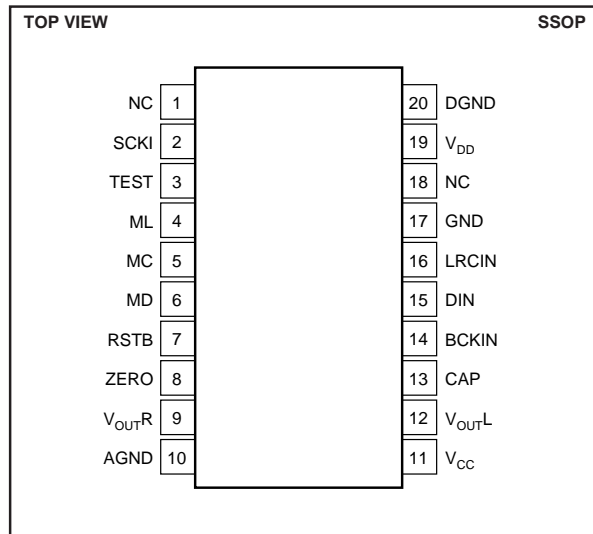 TOP VIEW SSOP
NC 1 20 DGND
SCKI 2 19 VDD
TEST 3 18 NC
ML 4 17 GND
MC 5 16 LRCIN
MD 6 15 DIN
RSTB 7 14 BCKIN
ZERO 8 13 CAP
VOUTR 9 12 VOUTL
AGND 10 11 VCC